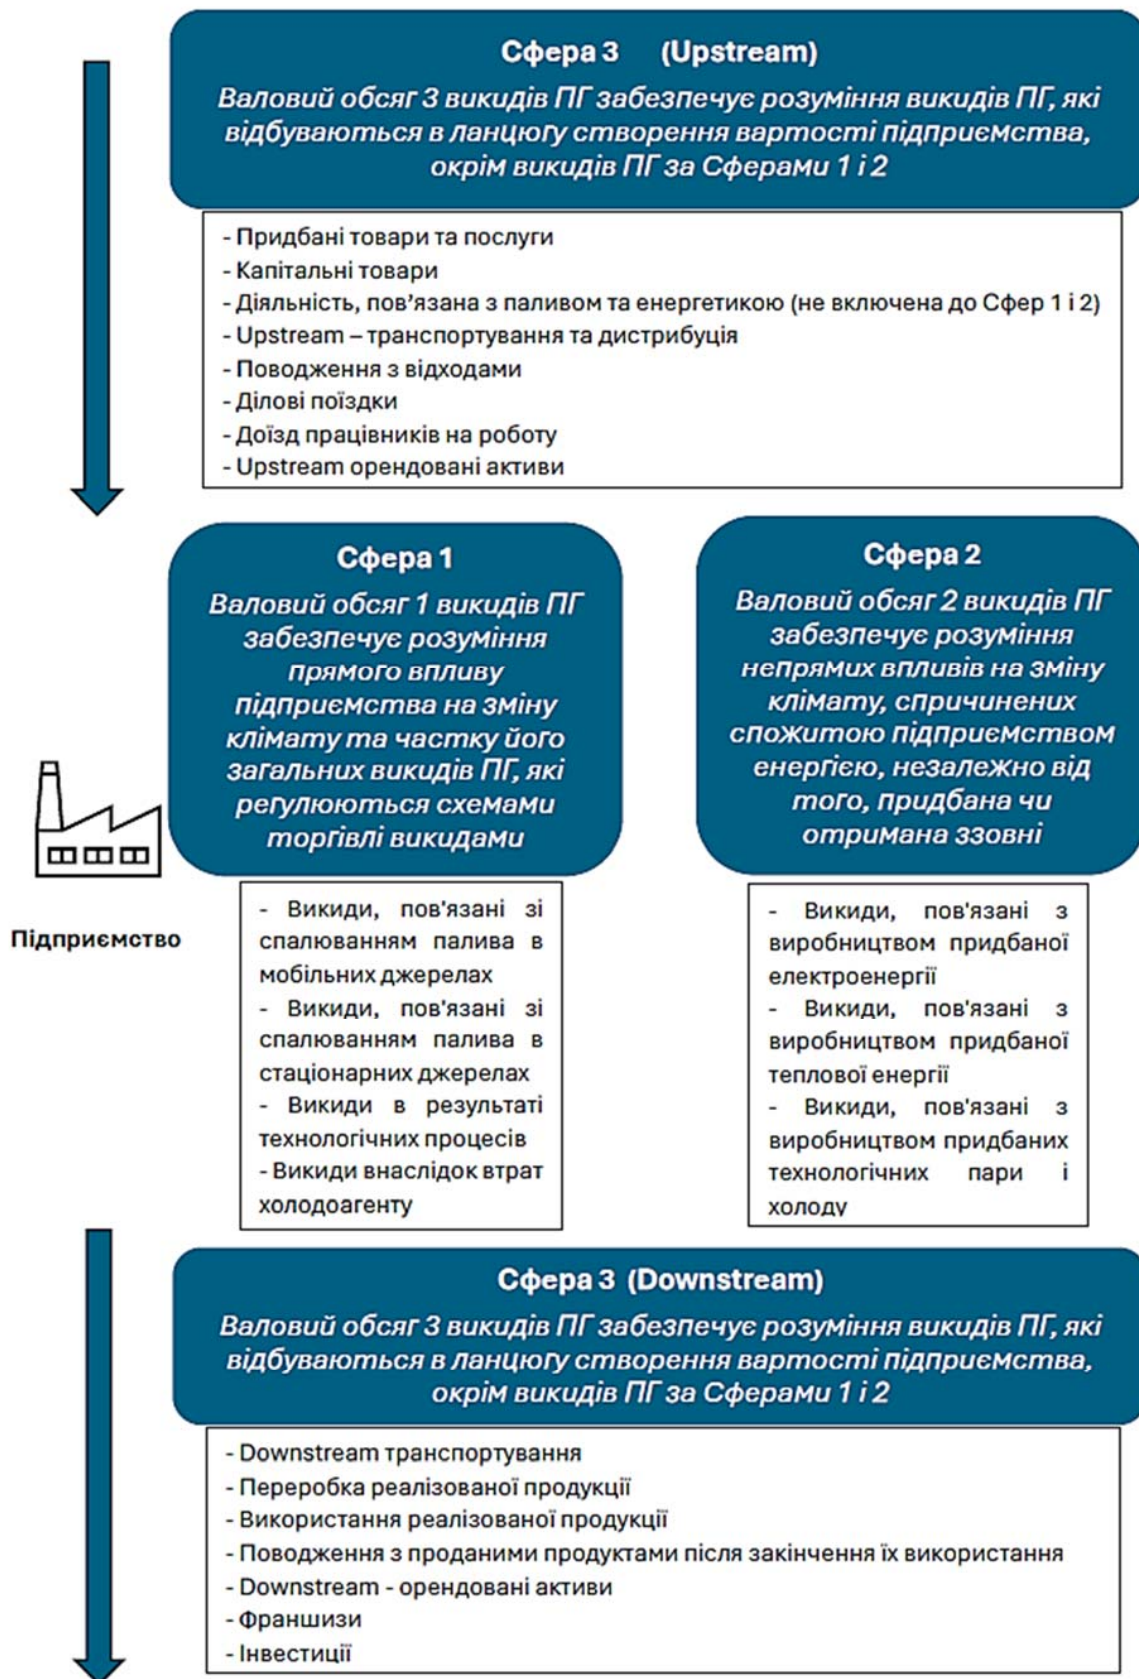 Сфера 3 (Upstream)
Валовий обсяг 3 викидів ПГ забезпечує розуміння викидів ПГ, які
відбуваються в ланцюгу створення вартості підприємства,
окрім викидів ПГ за Сферами 1 і 2
- Придбані товари та послуги
- Капітальні товари
- Діяльність, пов’язана з паливом та енергетикою (не включена до Сфер 1 і 2)
- Upstream – транспортування та дистрибуція
- Поводження з відходами
- Ділові поїздки
- Доїзд працівників на роботу
- Upstream орендовані активи
Сфера 1
Валовий обсяг 1 викидів ПГ
забезпечує розуміння
прямого впливу
підприємства на зміну
клімату та частку його
загальних викидів ПГ, які
регулюються схемами
торгівлі викидами
Сфера 2
Валовий обсяг 2 викидів ПГ
забезпечує розуміння
непрямих впливів на зміну
клімату, спричинених
спожитою підприємством
енергією, незалежно від
того, придбана чи
отримана ззовні
Підприємство
- Викиди, пов'язані зі
спалюванням палива в
мобільних джерелах
- Викиди, пов'язані зі
спалюванням палива в
стаціонарних джерелах
- Викиди в результаті
технологічних процесів
- Викиди внаслідок втрат
холодоагенту
- Викиди, пов'язані з
виробництвом придбаної
електроенергії
- Викиди, пов'язані з
виробництвом придбаної
теплової енергії
- Викиди, пов'язані з
виробництвом придбаних
технологічних пари і
холоду
Сфера 3 (Downstream)
Валовий обсяг 3 викидів ПГ забезпечує розуміння викидів ПГ, які
відбуваються в ланцюгу створення вартості підприємства,
окрім викидів ПГ за Сферами 1 і 2
- Downstream транспортування
- Переробка реалізованої продукції
- Використання реалізованої продукції
- Поводження з проданими продуктами після закінчення їх використання
- Downstream - орендовані активи
- Франшизи
- Інвестиції